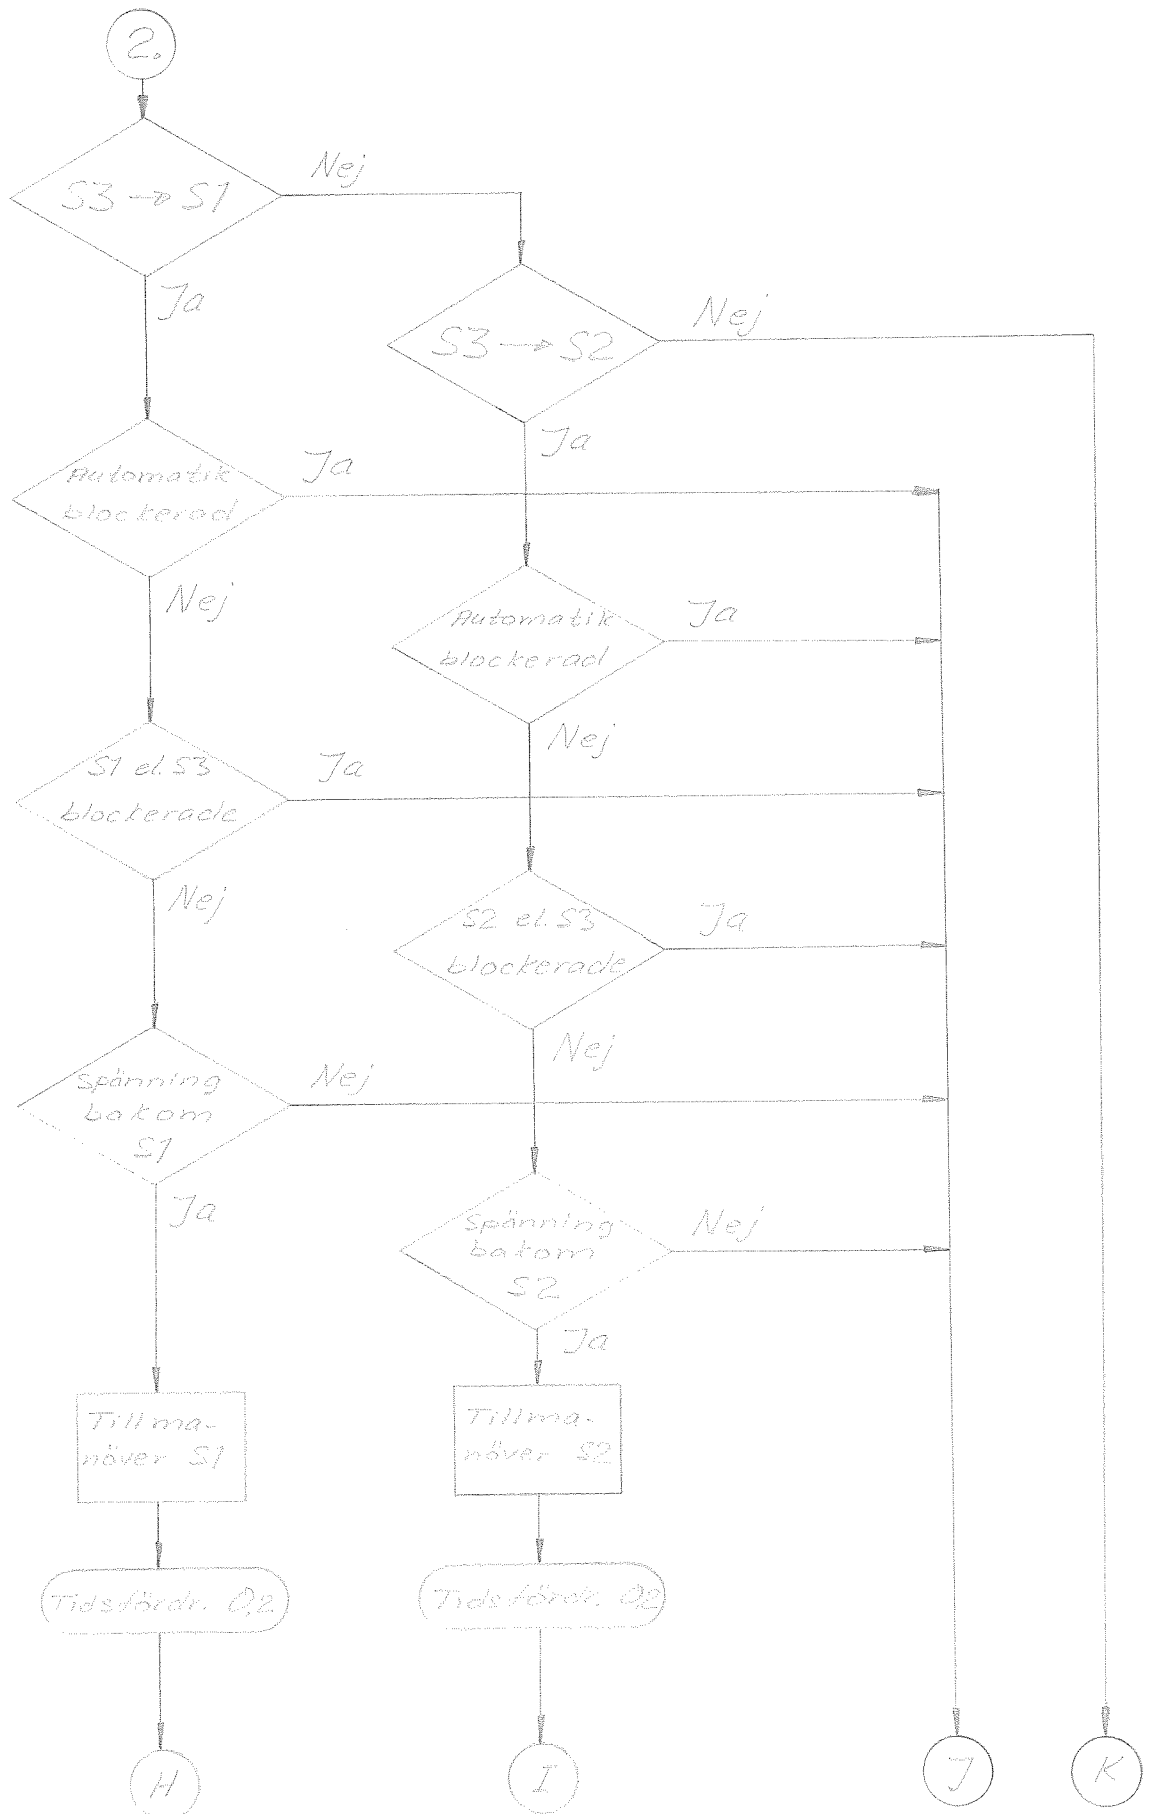 2.
S3 → S1
Nej
Ja
S3 → S2
Nej
Ja
Automatik
blockerad
Ja
Nej
Automatik
blockerad
Ja
Nej
S1 el. S3
blockerade
Ja
Nej
S2 el. S3
blockerade
Ja
Nej
Spänning
bakom
S1
Nej
Ja
Spänning
bakom
S2
Nej
Ja
Tillma-
növer S1
Tillma-
növer S2
Tidsfördr. 0,2
Tidsfördr. 0,2
H
I
J
K